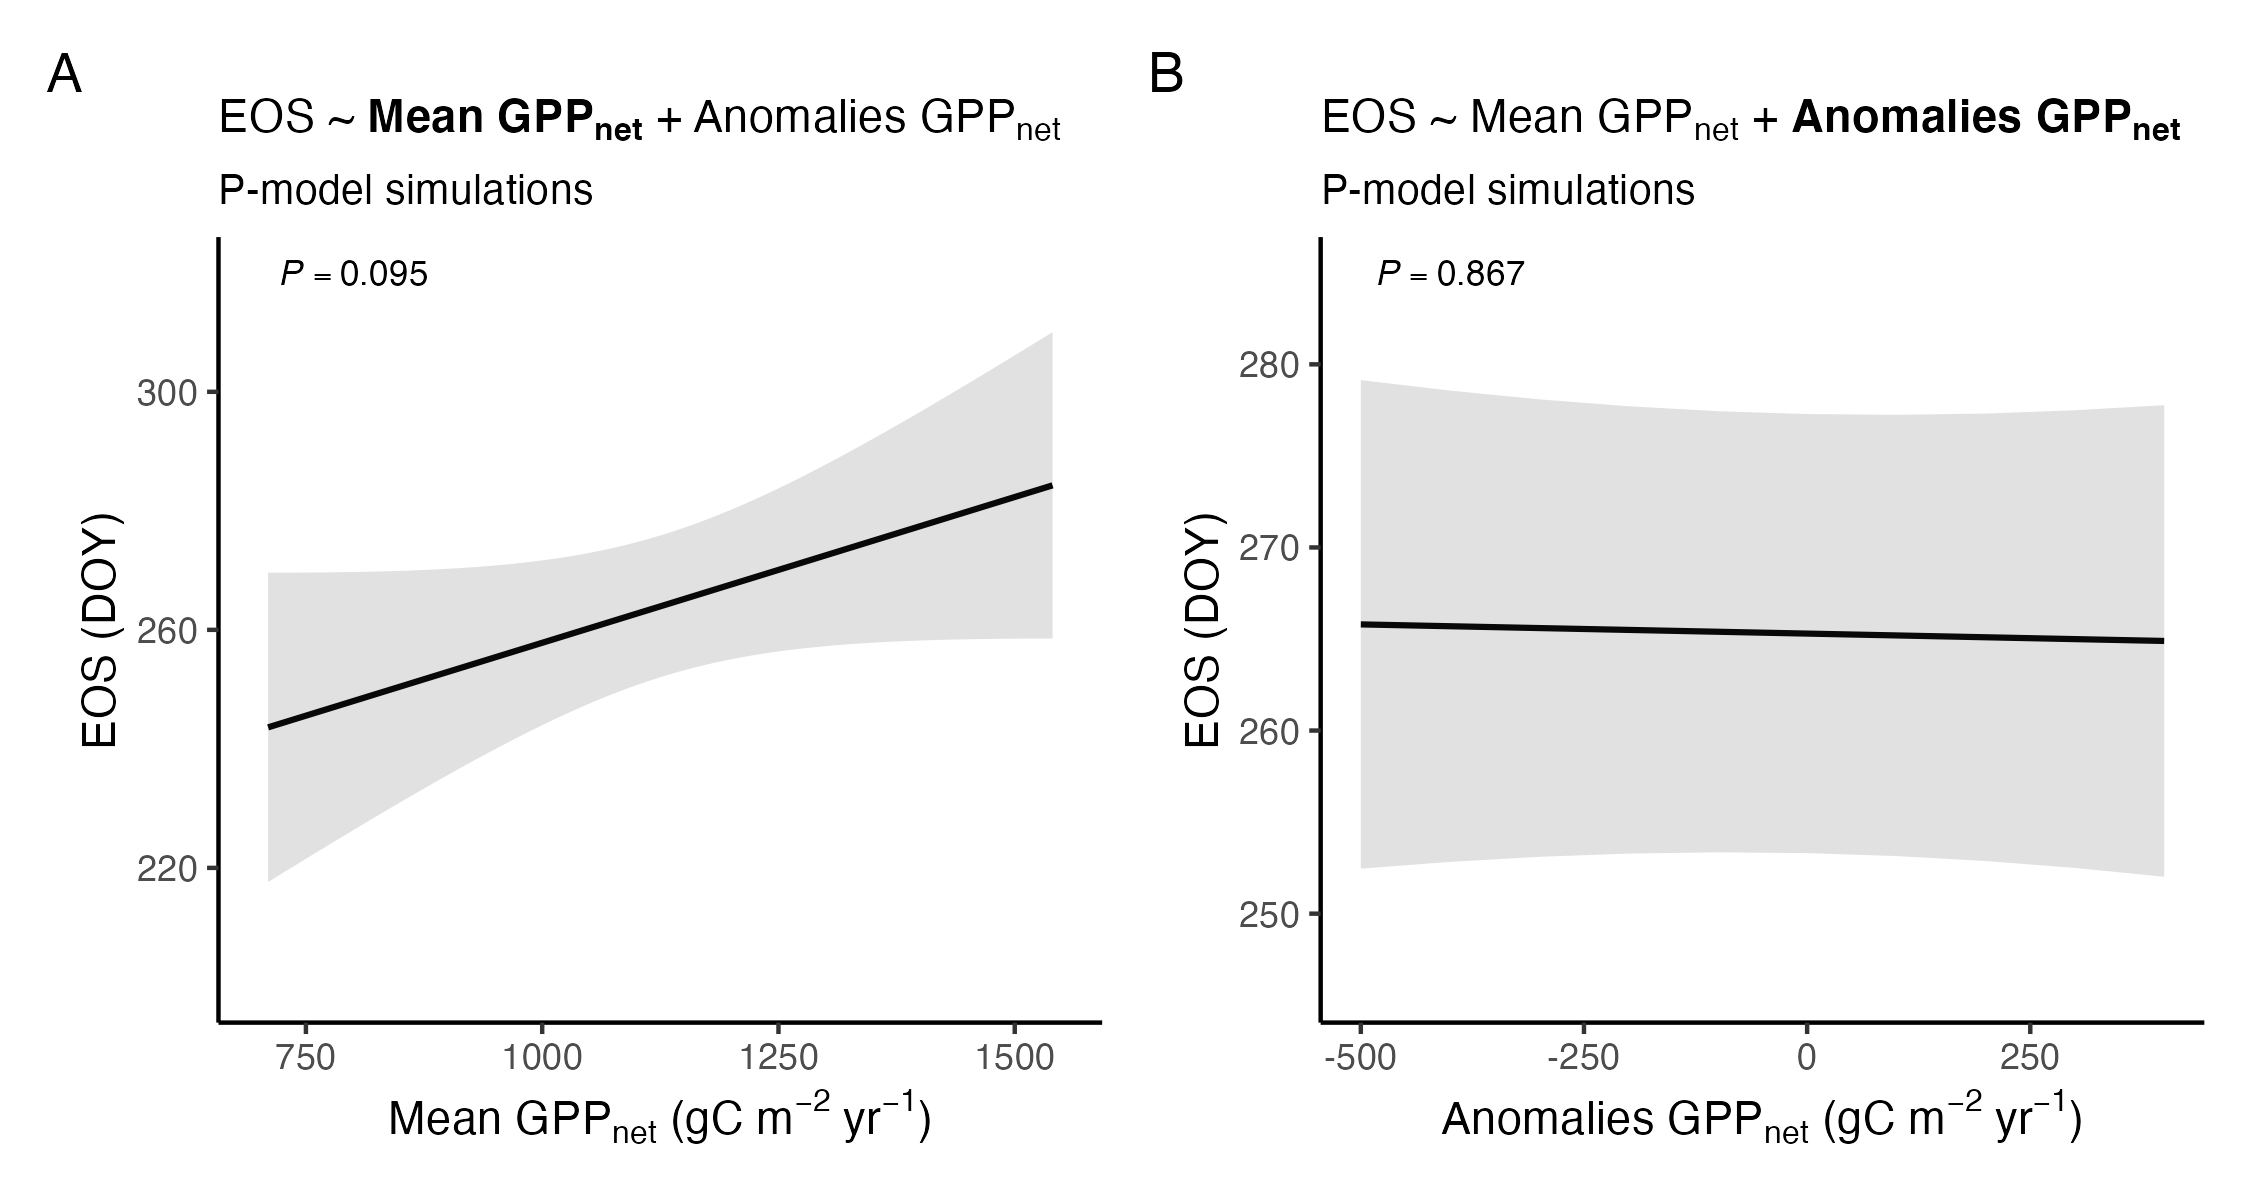 A
EOS ~ Mean GPPnet + Anomalies GPPnet
P-model simulations
P = 0.095
EOS (DOY)
300
260
220
750 1000 1250 1500
Mean GPPnet (gC m⁻² yr⁻¹)
B
EOS ~ Mean GPPnet + Anomalies GPPnet
P-model simulations
P = 0.867
EOS (DOY)
280
270
260
250
-500 -250 0 250
Anomalies GPPnet (gC m⁻² yr⁻¹)